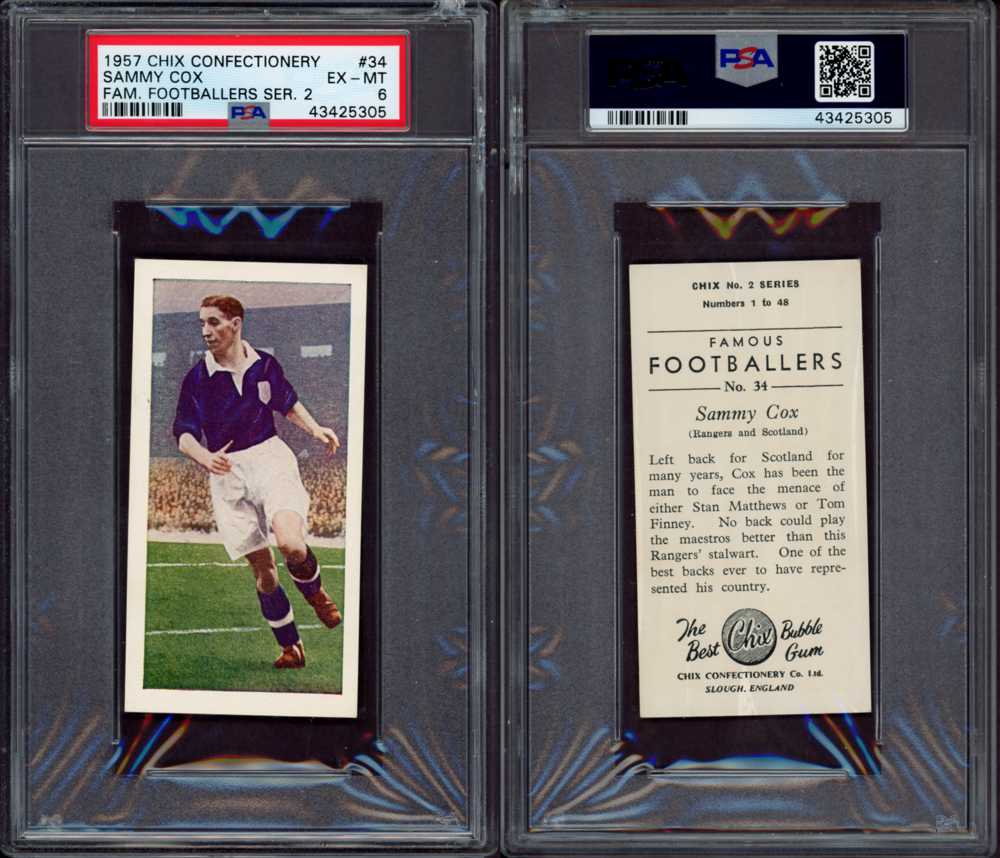 1957 CHIX CONFECTIONERY #34
SAMMY COX EX-MT
FAM. FOOTBALLERS SER. 2 6
PSA 43425305
PSA
43425305
CHIX No. 2 SERIES
Numbers 1 to 48
FAMOUS
FOOTBALLERS
No. 34
Sammy Cox
(Rangers and Scotland)
Left back for Scotland for
many years, Cox has been the
man to face the menace of
either Stan Matthews or Tom
Finney. No back could play
the maestros better than this
Rangers' stalwart. One of the
best backs ever to have repre-
sented his country.
The Best Chix Bubble Gum
CHIX CONFECTIONERY Co. Ltd.
SLOUGH, ENGLAND